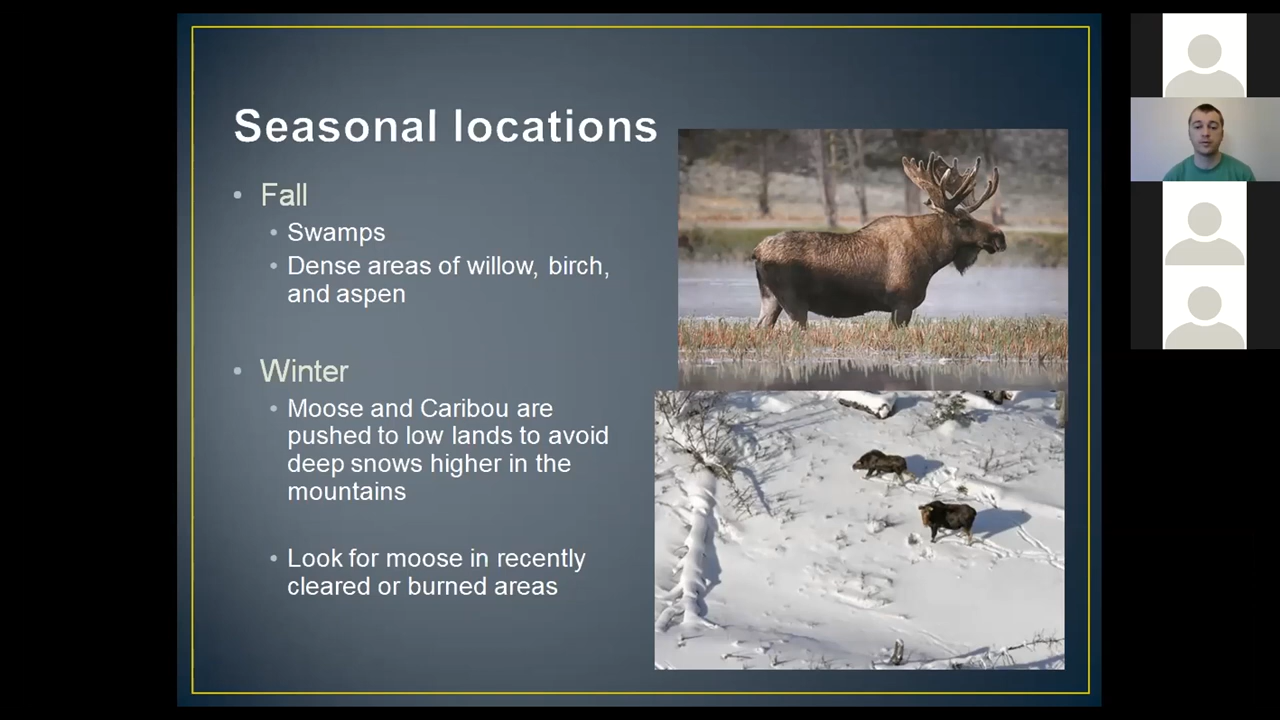 Seasonal locations
• Fall
• Swamps
• Dense areas of willow, birch,
and aspen
• Winter
• Moose and Caribou are
pushed to low lands to avoid
deep snows higher in the
mountains
• Look for moose in recently
cleared or burned areas